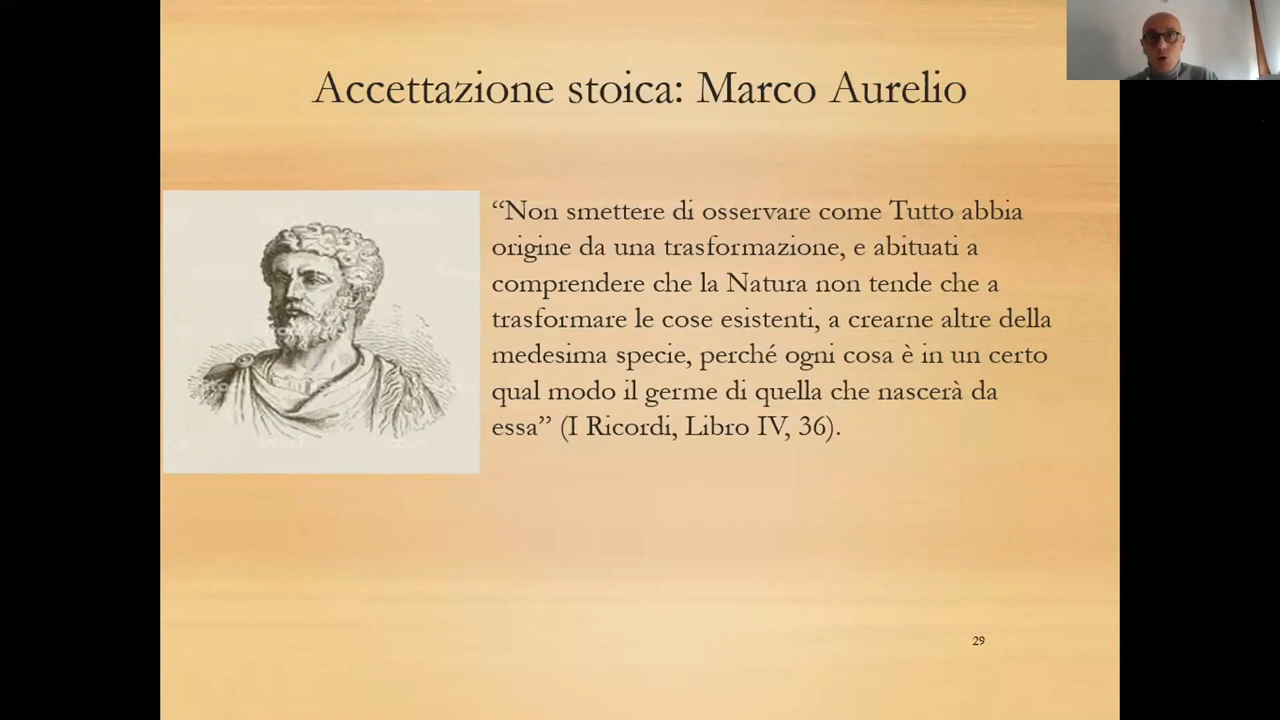 Accettazione stoica: Marco Aurelio
“Non smettere di osservare come Tutto abbia
origine da una trasformazione, e abituati a
comprendere che la Natura non tende che a
trasformare le cose esistenti, a crearne altre della
medesima specie, perché ogni cosa è in un certo
qual modo il germe di quella che nascerà da
essa” (I Ricordi, Libro IV, 36).
29